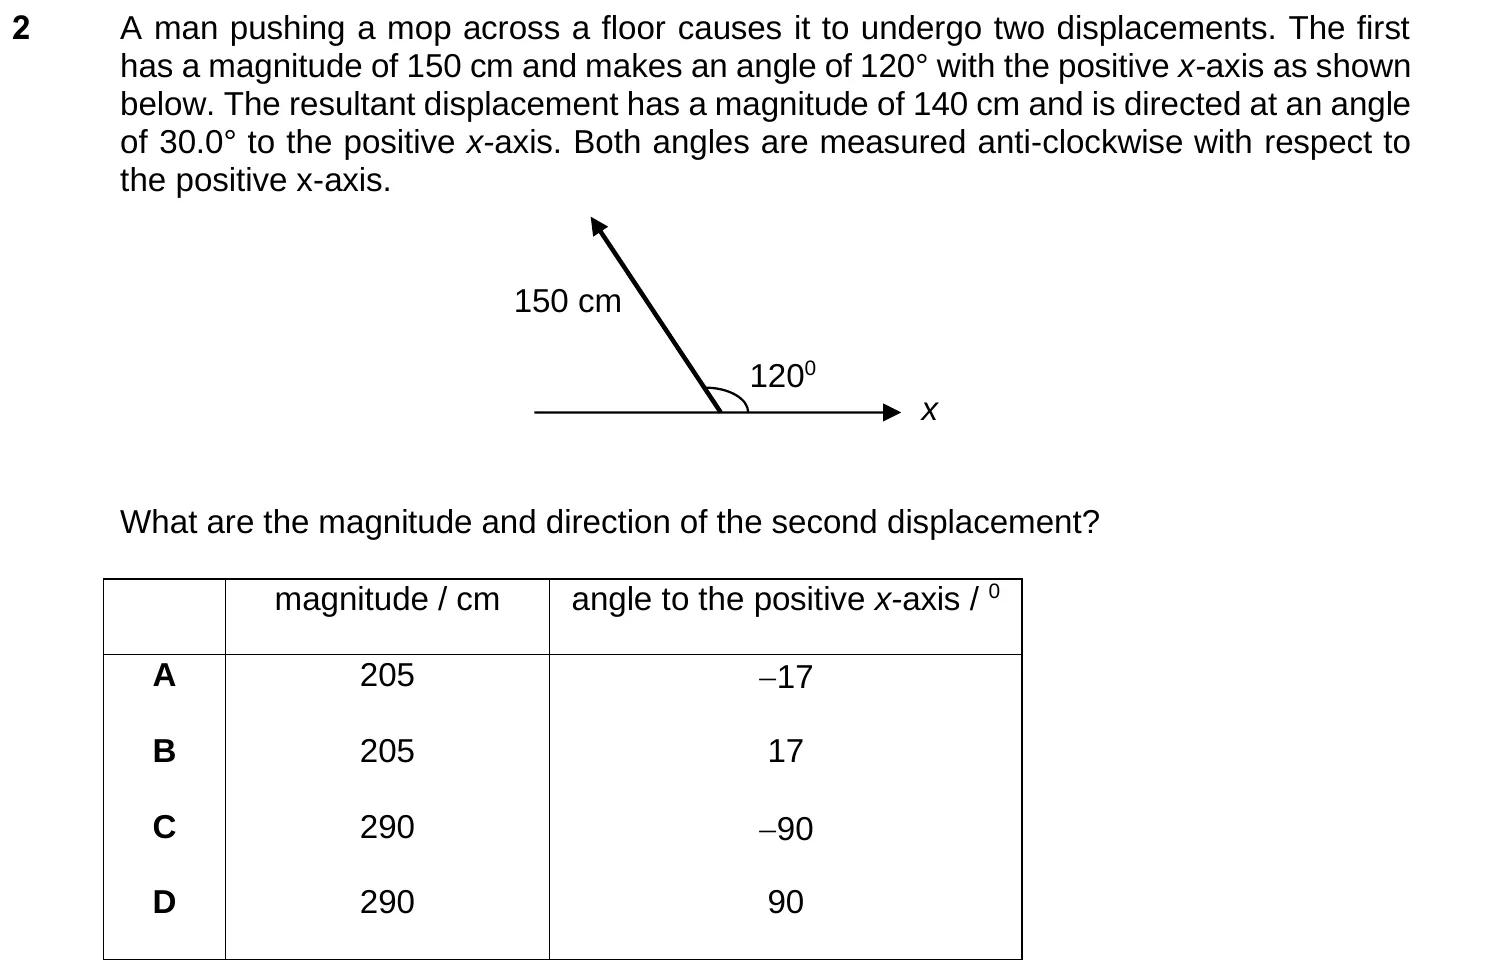 2 A man pushing a mop across a floor causes it to undergo two displacements. The first
has a magnitude of 150 cm and makes an angle of 120° with the positive x-axis as shown
below. The resultant displacement has a magnitude of 140 cm and is directed at an angle
of 30.0° to the positive x-axis. Both angles are measured anti-clockwise with respect to
the positive x-axis.
150 cm
120⁰
x
What are the magnitude and direction of the second displacement?
magnitude / cm angle to the positive x-axis / ⁰
A 205 –17
B 205 17
C 290 –90
D 290 90